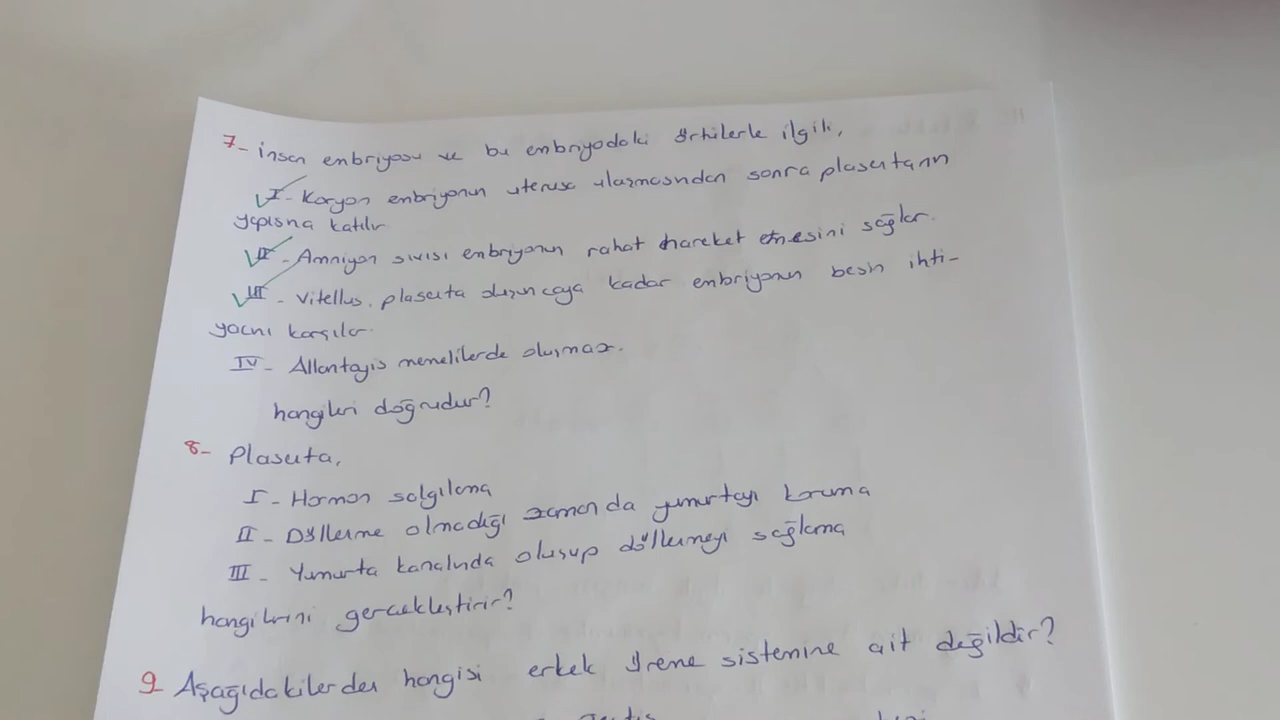 7- İnsan embriyosu ve bu embriyodaki örtülerle ilgili,
I- Koryon embriyonun uterusa ulaşmasından sonra plasentanın
yapısına katılır
II- Amniyon sıvısı embriyonun rahat hareket etmesini sağlar.
III- Vitellus, plasenta oluşuncaya kadar embriyonun besin ihti-
yacını karşılar.
IV- Allantoyis memelilerde oluşmaz.
hangileri doğrudur?
8- Plasenta,
I- Hormon salgılama
II- Döllenme olmadığı zaman da yumurtayı koruma
III- Yumurta kanalında oluşup döllenmeyi sağlama
hangilerini gerçekleştirir?
9- Aşağıdakilerden hangisi erkek üreme sistemine ait değildir?